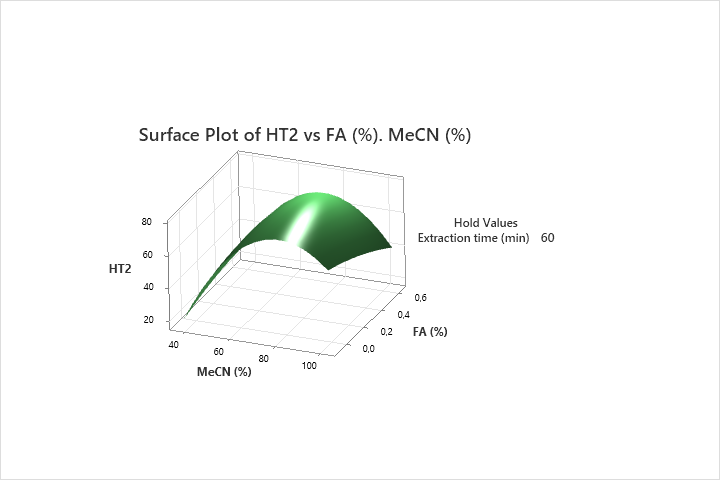 Surface Plot of HT2 vs FA (%). MeCN (%)
Hold Values
Extraction time (min) 60
80
60
HT2
40
20
40
60
80
100
MeCN (%)
0,6
0,4
0,2
0,0
FA (%)